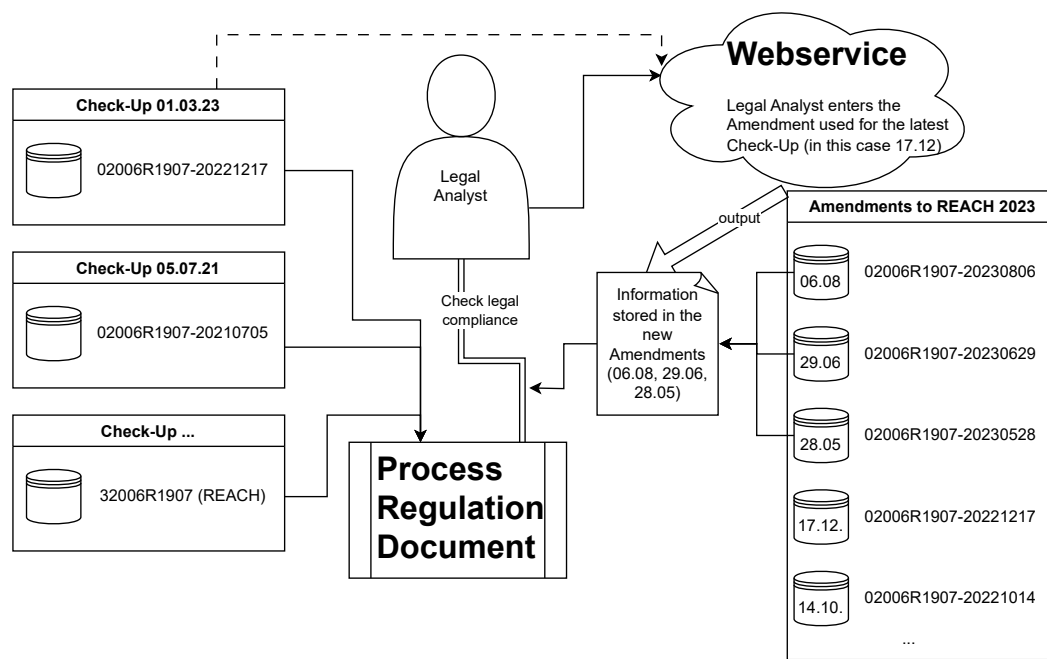 Webservice
Legal Analyst enters the
Amendment used for the latest
Check-Up (in this case 17.12)
Check-Up 01.03.23
02006R1907-20221217
Legal
Analyst
Check-Up 05.07.21
02006R1907-20210705
Check-Up ...
32006R1907 (REACH)
Check legal
compliance
Process
Regulation
Document
output
Information
stored in the
new
Amendments
(06.08, 29.06,
28.05)
Amendments to REACH 2023
06.08
02006R1907-20230806
29.06
02006R1907-20230629
28.05
02006R1907-20230528
17.12.
02006R1907-20221217
14.10.
02006R1907-20221014
...